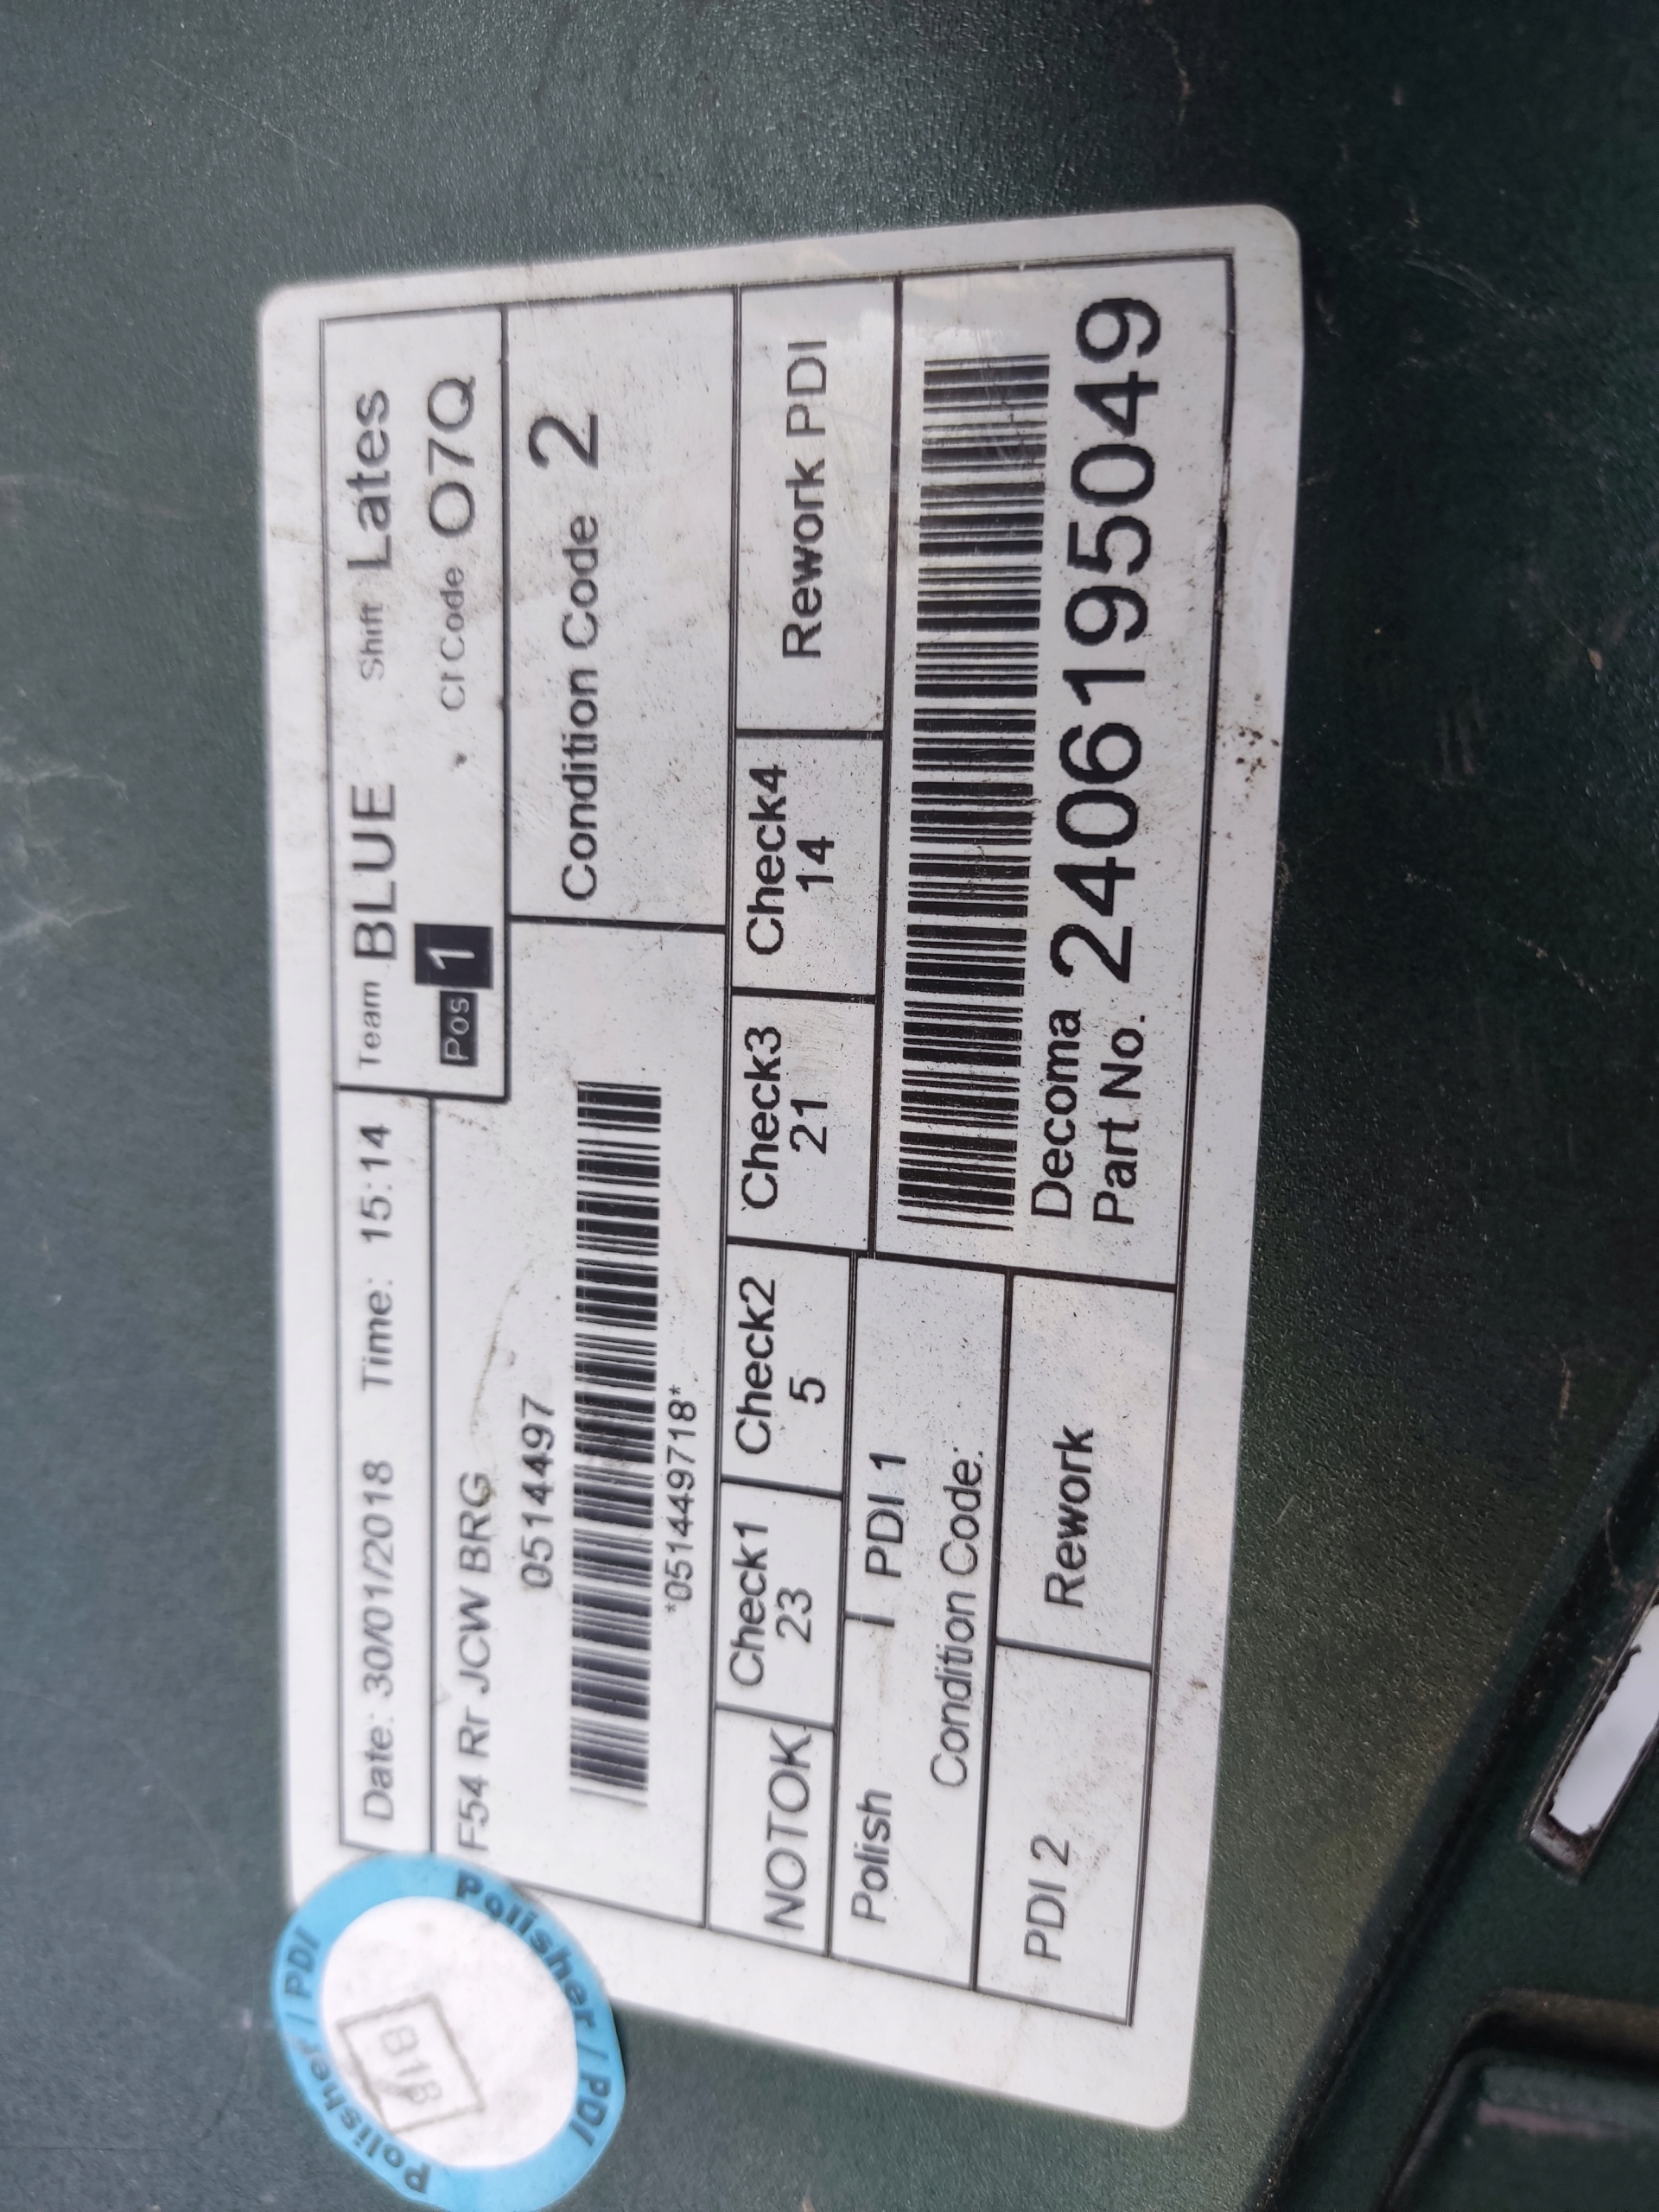 Date: 30/01/2018 Time: 15:14
Team BLUE Shift Lates
Pos 1 Cl Code O7Q
F54 Rr JCW BRG
0514497
*051449718*
Condition Code 2
NOTOK
Check1
23
Check2
5
Check3
21
Check4
14
Rework PDI
Polish
PDI 1
Condition Code:
PDI 2
Rework
Decoma
Part No. 2406195049
Polisher / PDI
Polisher / PDI
B18